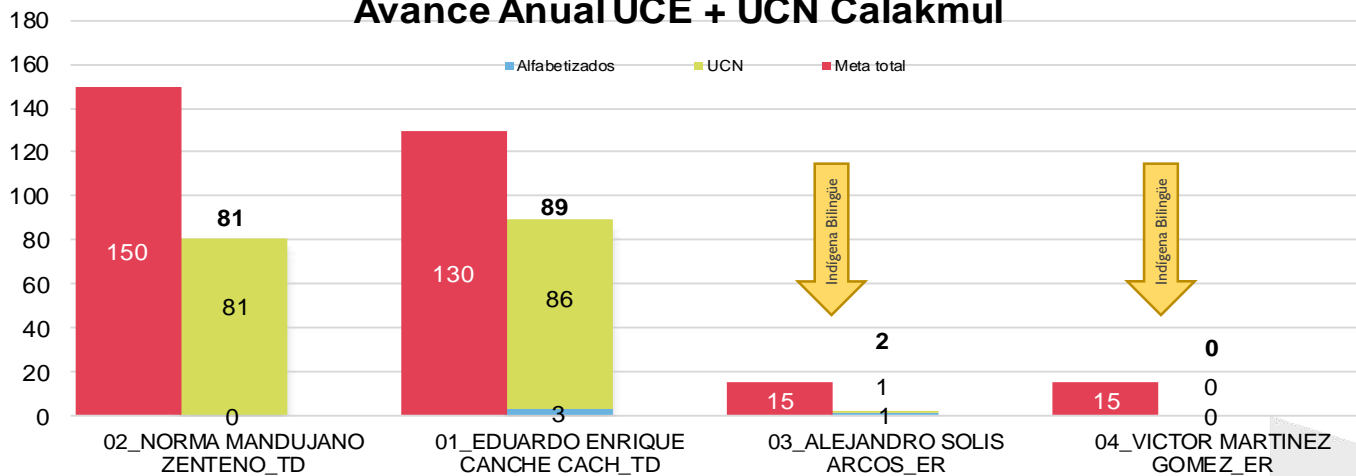 Avance Anual UCE + UCN Calakmul
Alfabetizados UCN Meta total
180
160
140
120
100
80
60
40
20
0
150
81
81
0
130
89
86
3
Indígena Bilingüe
15
2
1
1
Indígena Bilingüe
15
0
0
0
02_NORMA MANDUJANO
ZENTENO_TD
01_EDUARDO ENRIQUE
CANCHE CACH_TD
03_ALEJANDRO SOLIS
ARCOS_ER
04_VICTOR MARTINEZ
GOMEZ_ER